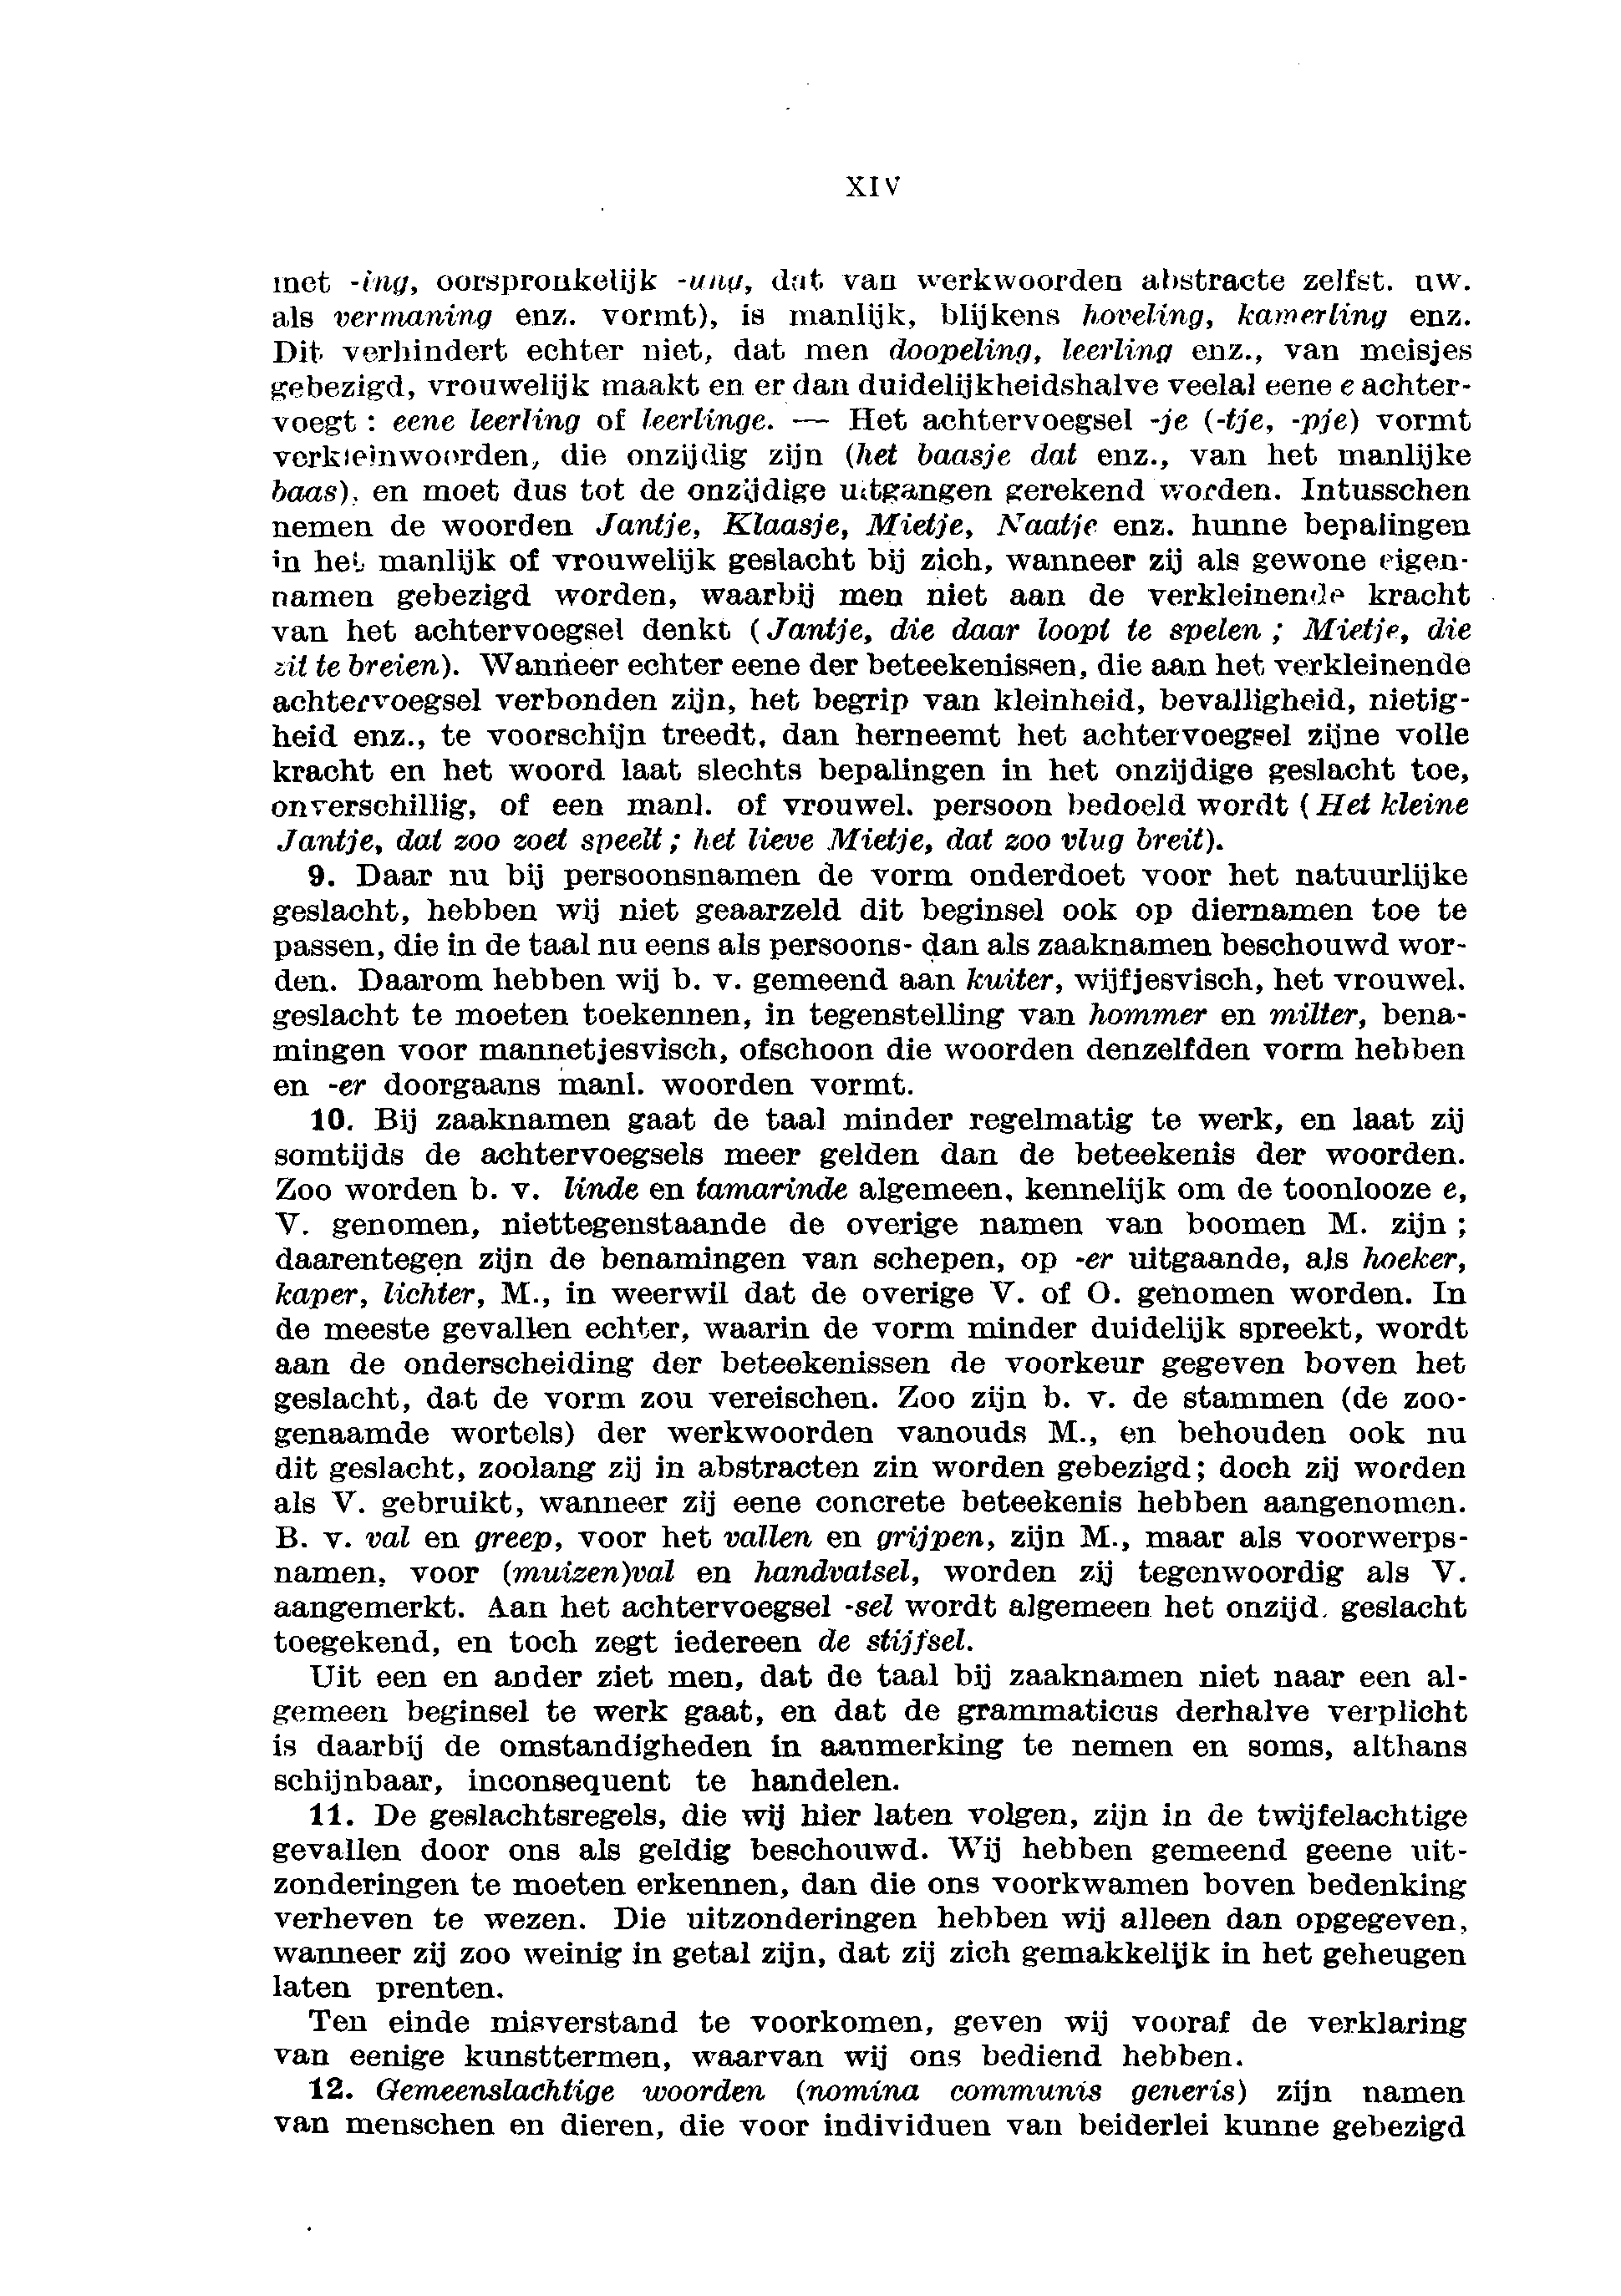 XIV
met -ing, oorspronkelijk -ung, dat van werkwoorden abstracte zelfst. nw.
als vermaning enz. vormt), is manlijk, blijkens hoveling, kamerling enz.
Dit verhindert echter niet, dat men doopeling, leerling enz., van meisjes
gebezigd, vrouwelijk maakt en er dan duidelijkheidshalve veelal eene e achter-
voegt : eene leerling of leerlinge. — Het achtervoegsel -je (-tje, -pje) vormt
verkleinwoorden, die onzijdig zijn (het baasje dat enz., van het manlijke
baas), en moet dus tot de onzijdige uitgangen gerekend worden. Intusschen
nemen de woorden Jantje, Klaasje, Mietje, Naatje enz. hunne bepalingen
in het manlijk of vrouwelijk geslacht bij zich, wanneer zij als gewone eigen-
namen gebezigd worden, waarbij men niet aan de verkleinende kracht
van het achtervoegsel denkt (Jantje, die daar loopt te spelen ; Mietje, die
zit te breien). Wanneer echter eene der beteekenissen, die aan het verkleinende
achtervoegsel verbonden zijn, het begrip van kleinheid, bevalligheid, nietig-
heid enz., te voorschijn treedt, dan herneemt het achtervoegsel zijne volle
kracht en het woord laat slechts bepalingen in het onzijdige geslacht toe,
onverschillig, of een manl. of vrouwel. persoon bedoeld wordt (Het kleine
Jantje, dat zoo zoet speelt ; het lieve Mietje, dat zoo vlug breit).
9. Daar nu bij persoonsnamen de vorm onderdoet voor het natuurlijke
geslacht, hebben wij niet geaarzeld dit beginsel ook op diernamen toe te
passen, die in de taal nu eens als persoons- dan als zaaknamen beschouwd wor-
den. Daarom hebben wij b. v. gemeend aan kuiter, wijfjesvisch, het vrouwel.
geslacht te moeten toekennen, in tegenstelling van hommer en milter, bena-
mingen voor mannetjesvisch, ofschoon die woorden denzelfden vorm hebben
en -er doorgaans manl. woorden vormt.
10. Bij zaaknamen gaat de taal minder regelmatig te werk, en laat zij
somtijds de achtervoegsels meer gelden dan de beteekenis der woorden.
Zoo worden b. v. linde en tamarinde algemeen, kennelijk om de toonlooze e,
V. genomen, niettegenstaande de overige namen van boomen M. zijn ;
daarentegen zijn de benamingen van schepen, op -er uitgaande, als hoeker,
kaper, lichter, M., in weerwil dat de overige V. of O. genomen worden. In
de meeste gevallen echter, waarin de vorm minder duidelijk spreekt, wordt
aan de onderscheiding der beteekenissen de voorkeur gegeven boven het
geslacht, dat de vorm zou vereischen. Zoo zijn b. v. de stammen (de zoo-
genaamde wortels) der werkwoorden vanouds M., en behouden ook nu
dit geslacht, zoolang zij in abstracten zin worden gebezigd; doch zij worden
als V. gebruikt, wanneer zij eene concrete beteekenis hebben aangenomen.
B. v. val en greep, voor het vallen en grijpen, zijn M., maar als voorwerps-
namen, voor (muizen)val en handvatsel, worden zij tegenwoordig als V.
aangemerkt. Aan het achtervoegsel -sel wordt algemeen het onzijd. geslacht
toegekend, en toch zegt iedereen de stijfsel.
Uit een en ander ziet men, dat de taal bij zaaknamen niet naar een al-
gemeen beginsel te werk gaat, en dat de grammaticus derhalve verplicht
is daarbij de omstandigheden in aanmerking te nemen en soms, althans
schijnbaar, inconsequent te handelen.
11. De geslachtsregels, die wij hier laten volgen, zijn in de twijfelachtige
gevallen door ons als geldig beschouwd. Wij hebben gemeend geene uit-
zonderingen te moeten erkennen, dan die ons voorkwamen boven bedenking
verheven te wezen. Die uitzonderingen hebben wij alleen dan opgegeven,
wanneer zij zoo weinig in getal zijn, dat zij zich gemakkelijk in het geheugen
laten prenten.
Ten einde misverstand te voorkomen, geven wij vooraf de verklaring
van eenige kunsttermen, waarvan wij ons bediend hebben.
12. Gemeenslachtige woorden (nomina communis generis) zijn namen
van menschen en dieren, die voor individuen van beiderlei kunne gebezigd